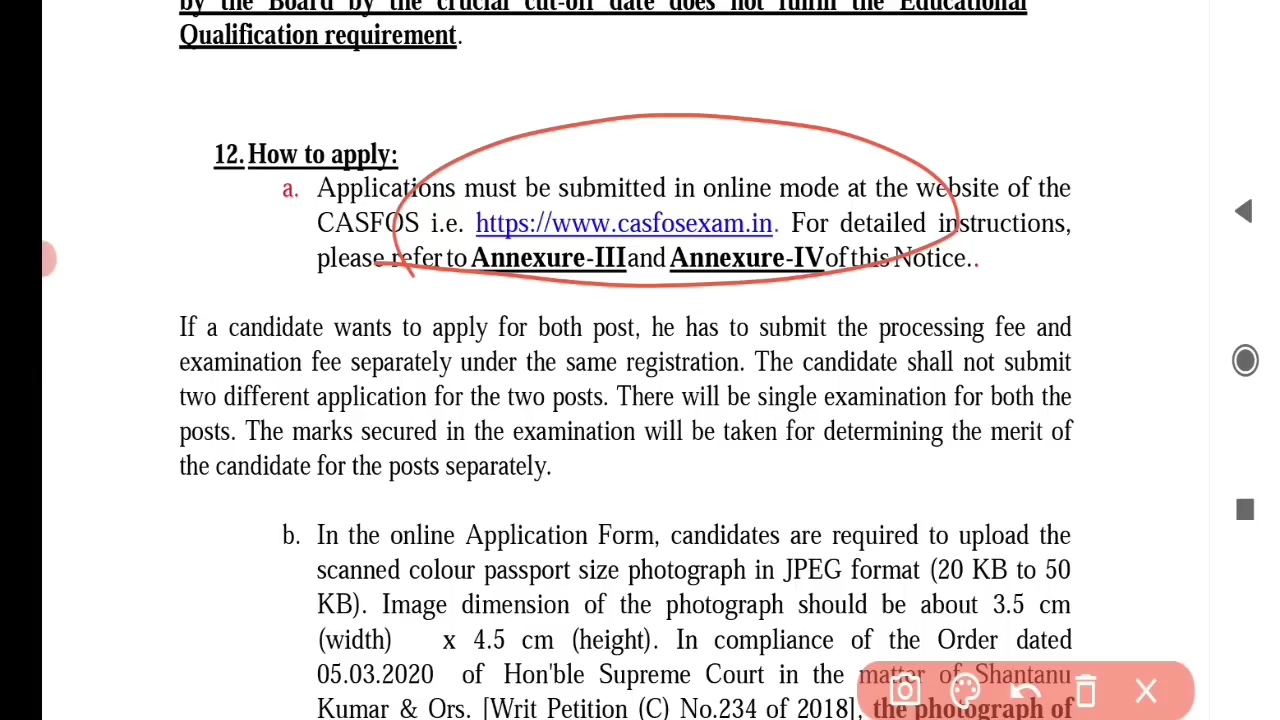 by the Board by the crucial cut-off date does not fulfil the Educational
Qualification requirement.
12. How to apply:
a. Applications must be submitted in online mode at the website of the
CASFOS i.e. https://www.casfosexam.in. For detailed instructions,
please refer to Annexure-III and Annexure-IV of this Notice..
If a candidate wants to apply for both post, he has to submit the processing fee and
examination fee separately under the same registration. The candidate shall not submit
two different application for the two posts. There will be single examination for both the
posts. The marks secured in the examination will be taken for determining the merit of
the candidate for the posts separately.
b. In the online Application Form, candidates are required to upload the
scanned colour passport size photograph in JPEG format (20 KB to 50
KB). Image dimension of the photograph should be about 3.5 cm
(width) x 4.5 cm (height). In compliance of the Order dated
05.03.2020 of Hon'ble Supreme Court in the matter of Shantanu
Kumar & Ors. [Writ Petition (C) No.234 of 2018], the photograph of